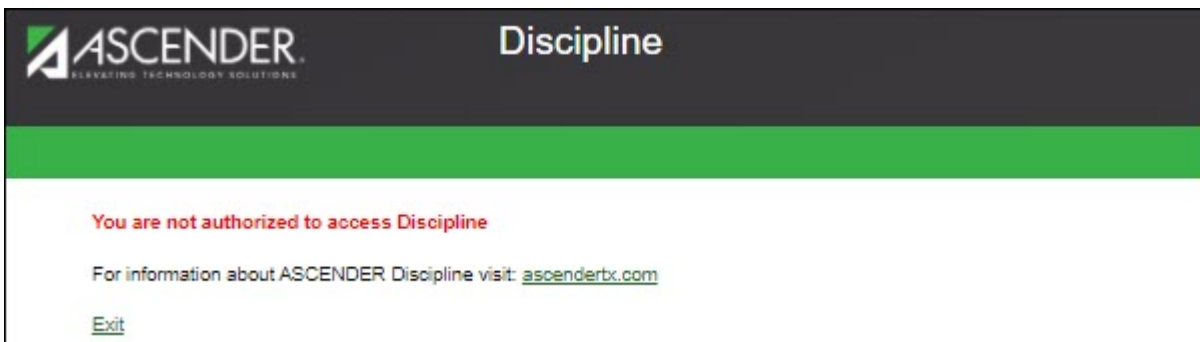 ASCENDER.
Discipline
ELEVATING TECHNOLOGY SOLUTIONS
You are not authorized to access Discipline
For information about ASCENDER Discipline visit: ascendertx.com
Exit